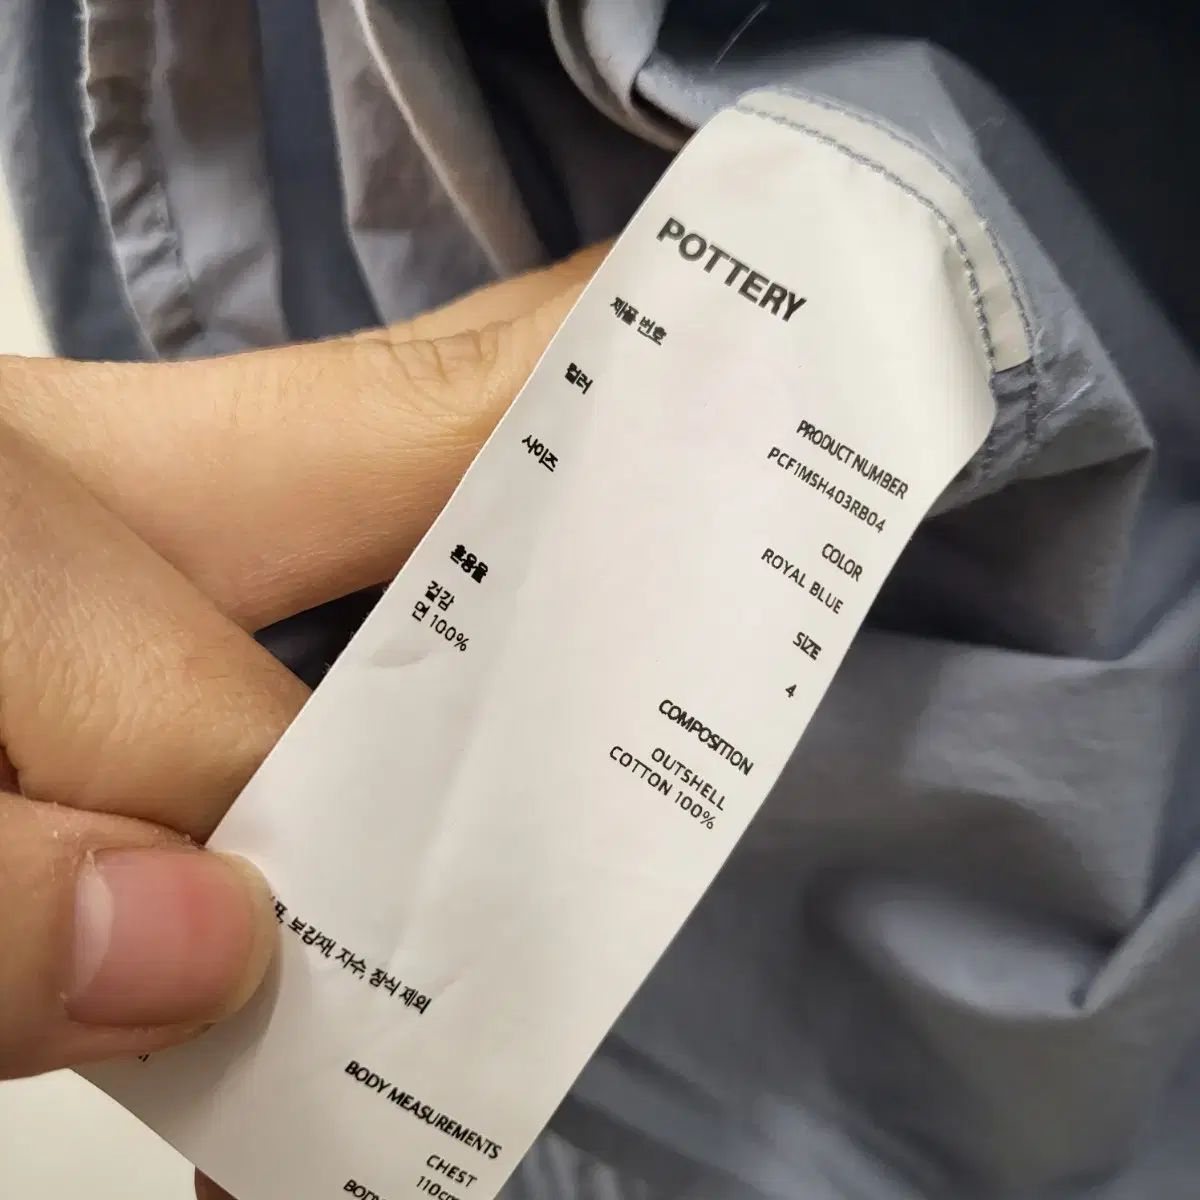 POTTERY
제품 번호
PRODUCT NUMBER
PCF1MSH403RB04
컬러
COLOR
ROYAL BLUE
사이즈
SIZE
4
혼용율
COMPOSITION
겉감
OUTSHELL
면 100%
COTTON 100%
보강재, 자수, 장식 제외
BODY MEASUREMENTS
CHEST
110cm